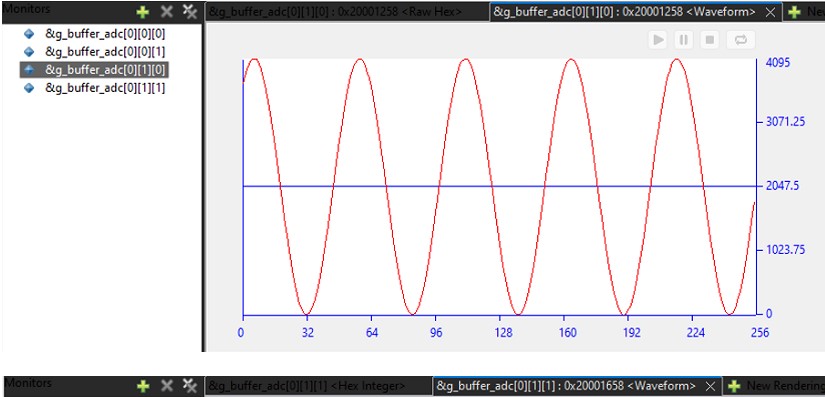 Monitors
&g_buffer_adc[0][1][0] : 0x20001258 <Raw Hex>
&g_buffer_adc[0][1][0] : 0x20001258 <Waveform>
New
&g_buffer_adc[0][0][0]
&g_buffer_adc[0][0][1]
&g_buffer_adc[0][1][0]
&g_buffer_adc[0][1][1]
4095
3071.25
2047.5
1023.75
0
0 32 64 96 128 160 192 224 256
Monitors
&g_buffer_adc[0][1][1] <Hex Integer>
&g_buffer_adc[0][1][1] : 0x20001658 <Waveform>
New Rendering